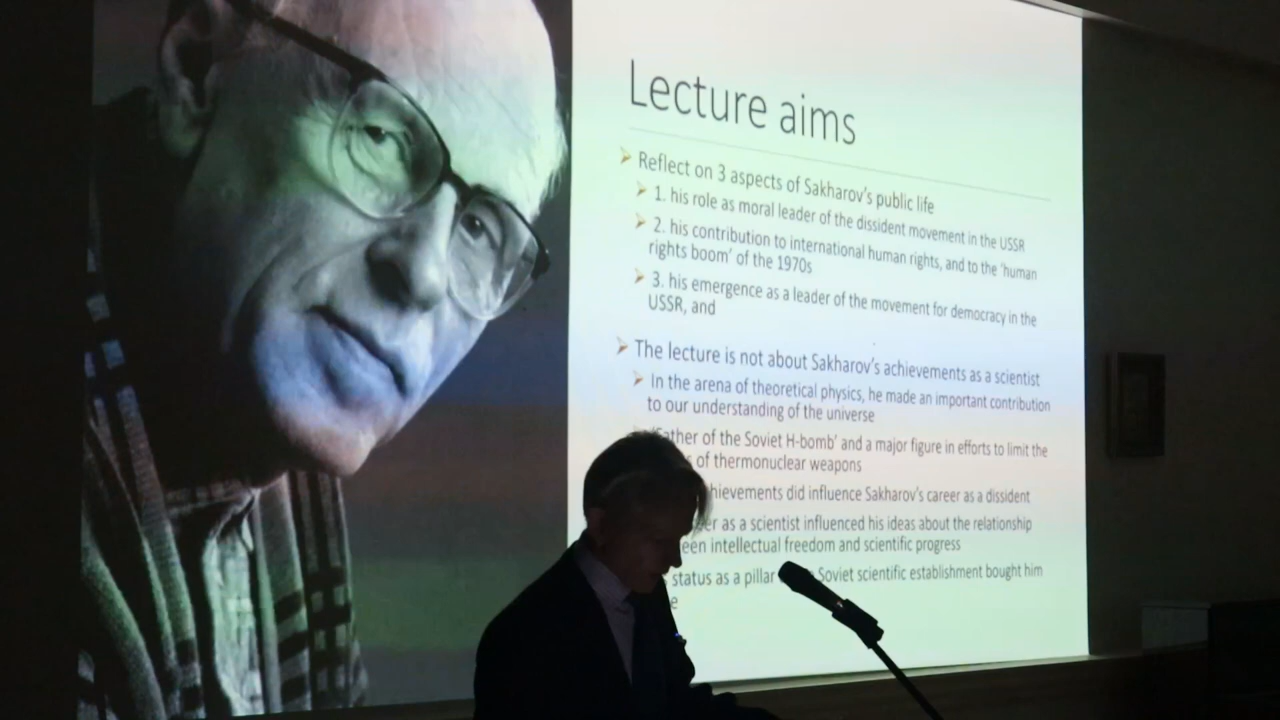 Lecture aims
Reflect on 3 aspects of Sakharov's public life
1. his role as moral leader of the dissident movement in the USSR
2. his contribution to international human rights, and to the 'human
rights boom' of the 1970s
3. his emergence as a leader of the movement for democracy in the
USSR, and
The lecture is not about Sakharov's achievements as a scientist
In the arena of theoretical physics, he made an important contribution
to our understanding of the universe
'Father of the Soviet H-bomb' and a major figure in efforts to limit the
of thermonuclear weapons
did influence Sakharov's career as a dissident
as a scientist influenced his ideas about the relationship
intellectual freedom and scientific progress
status as a pillar Soviet scientific establishment bought him